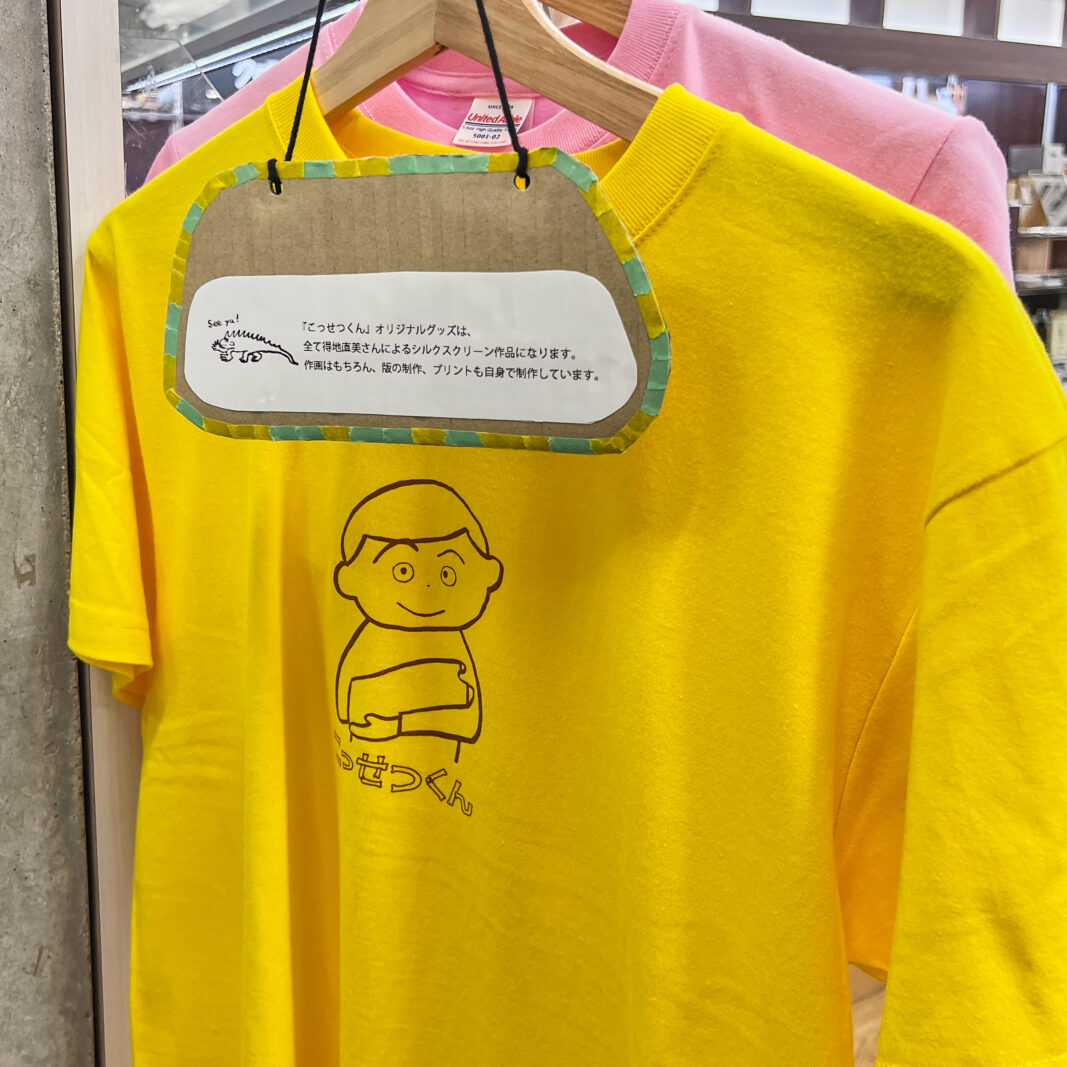 SINCE
United Athle
5001-02
See ya!
『こっせつくん』オリジナルグッズは、
全て得地直美さんによるシルクスクリーン作品になります。
作画はもちろん、版の制作、プリントも自身で制作しています。
こっせつくん